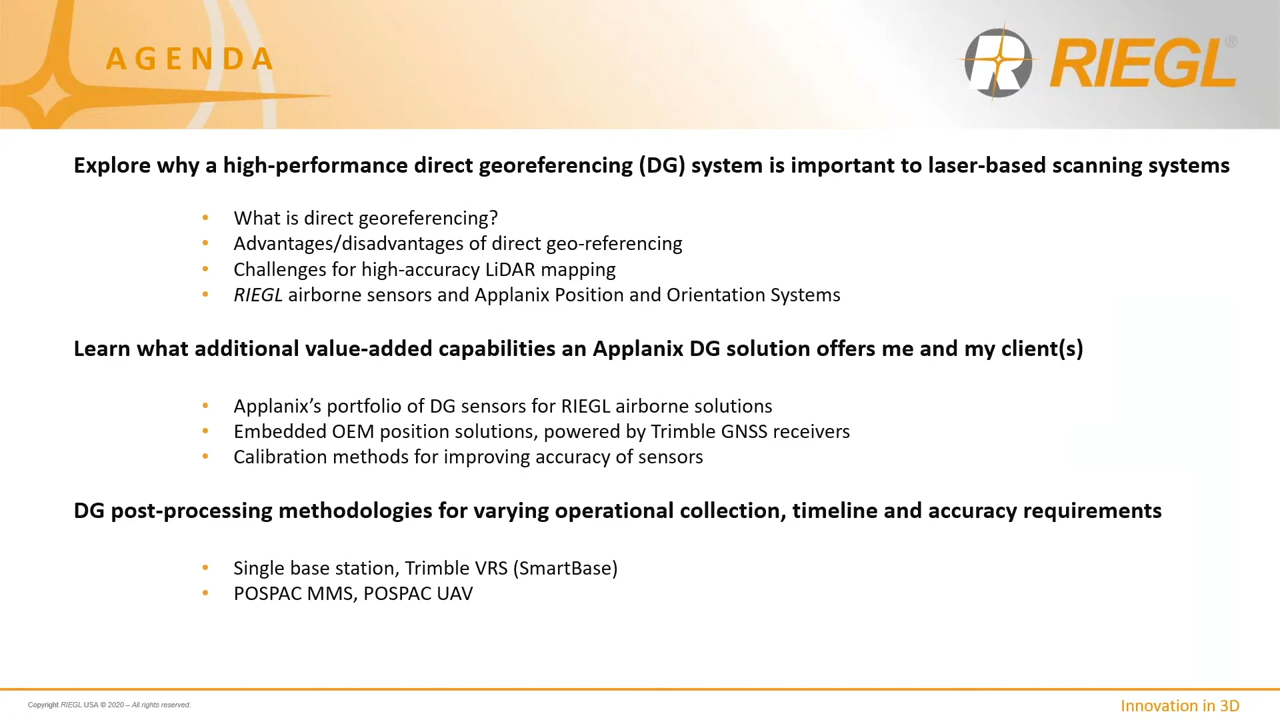 AGENDA
RIEGL®
Explore why a high-performance direct georeferencing (DG) system is important to laser-based scanning systems
• What is direct georeferencing?
• Advantages/disadvantages of direct geo-referencing
• Challenges for high-accuracy LiDAR mapping
• RIEGL airborne sensors and Applanix Position and Orientation Systems
Learn what additional value-added capabilities an Applanix DG solution offers me and my client(s)
• Applanix’s portfolio of DG sensors for RIEGL airborne solutions
• Embedded OEM position solutions, powered by Trimble GNSS receivers
• Calibration methods for improving accuracy of sensors
DG post-processing methodologies for varying operational collection, timeline and accuracy requirements
• Single base station, Trimble VRS (SmartBase)
• POSPAC MMS, POSPAC UAV
Copyright RIEGL USA © 2020 – All rights reserved.
Innovation in 3D